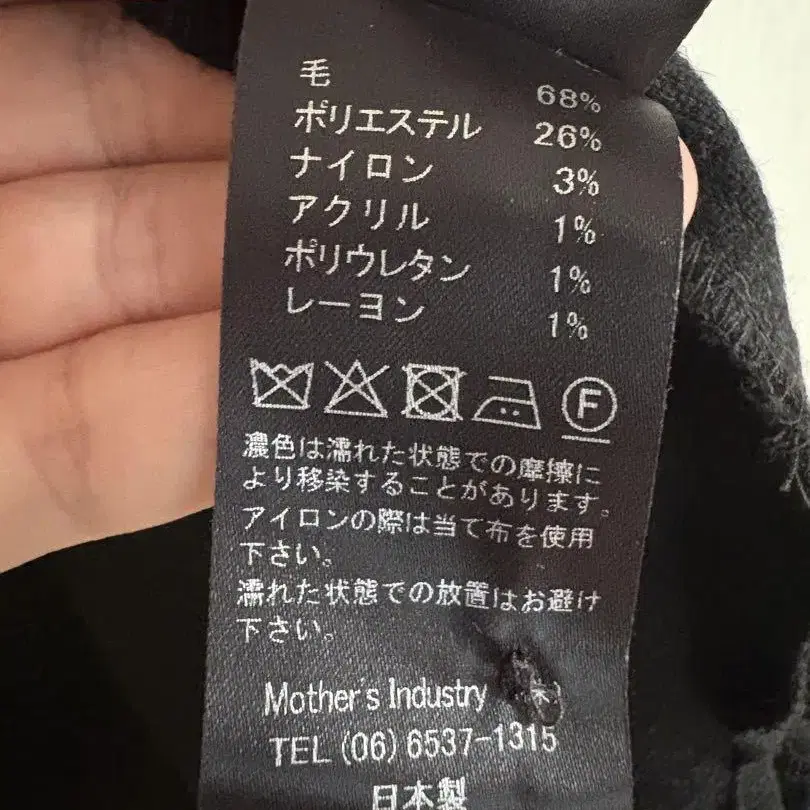 毛 68%
ポリエステル 26%
ナイロン 3%
アクリル 1%
ポリウレタン 1%
レーヨン 1%
F
濃色は濡れた状態での摩擦に
より移染することがあります。
アイロンの際は当て布を使用
下さい。
濡れた状態での放置はお避け
下さい。
Mother's Industry
TEL (06) 6537-1315
日本製